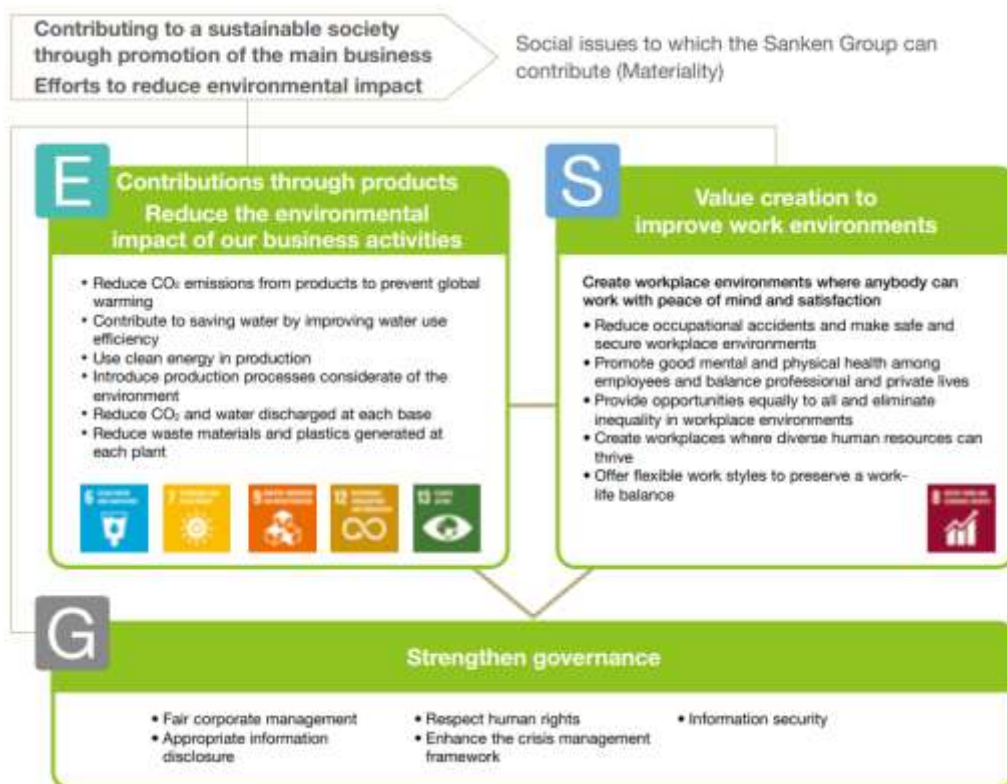 Contributing to a sustainable society
through promotion of the main business
Efforts to reduce environmental impact
Social issues to which the Sanken Group can
contribute (Materiality)
E
Contributions through products
Reduce the environmental
impact of our business activities
• Reduce CO₂ emissions from products to prevent global
warming
• Contribute to saving water by improving water use
efficiency
• Use clean energy in production
• Introduce production processes considerate of the
environment
• Reduce CO₂ and water discharged at each base
• Reduce waste materials and plastics generated at
each plant
6
7
9
12
13
S
Value creation to
improve work environments
Create workplace environments where anybody can
work with peace of mind and satisfaction
• Reduce occupational accidents and make safe and
secure workplace environments
• Promote good mental and physical health among
employees and balance professional and private lives
• Provide opportunities equally to all and eliminate
inequality in workplace environments
• Create workplaces where diverse human resources can
thrive
• Offer flexible work styles to preserve a work-
life balance
8
G
Strengthen governance
• Fair corporate management
• Appropriate information
disclosure
• Respect human rights
• Enhance the crisis management
framework
• Information security